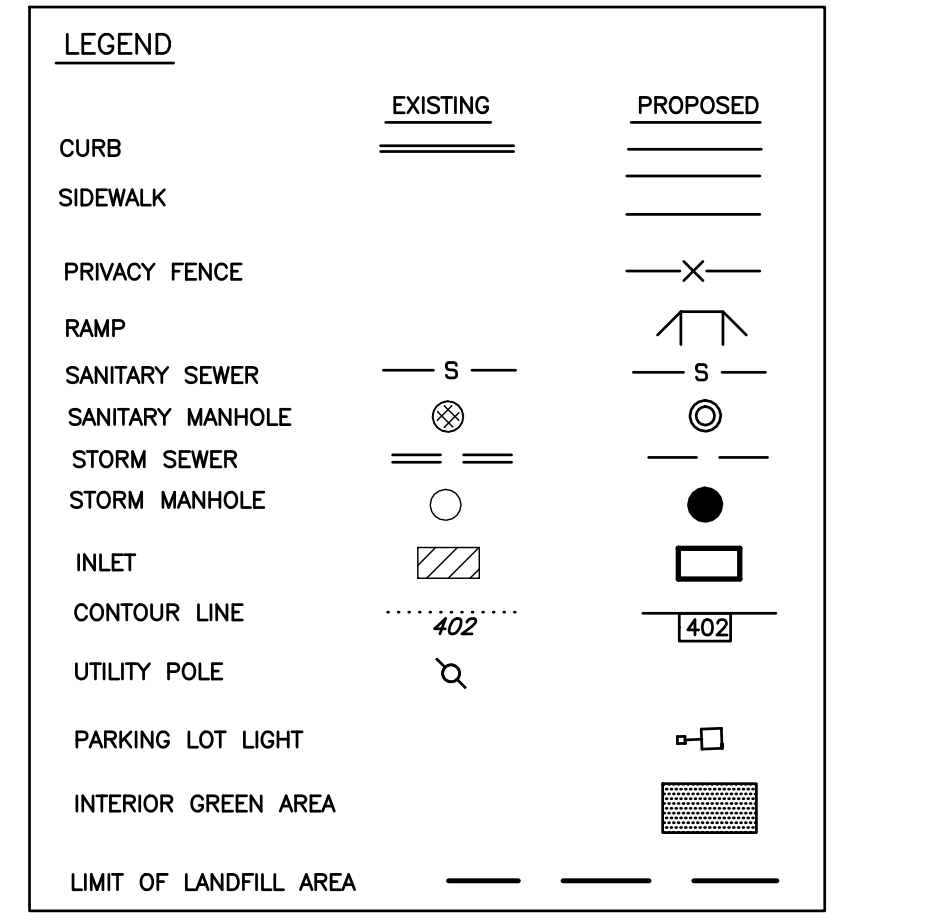 LEGEND
EXISTING PROPOSED
CURB
SIDEWALK
PRIVACY FENCE
RAMP
SANITARY SEWER S S
SANITARY MANHOLE
STORM SEWER
STORM MANHOLE
INLET
CONTOUR LINE 402 402
UTILITY POLE
PARKING LOT LIGHT
INTERIOR GREEN AREA
LIMIT OF LANDFILL AREA